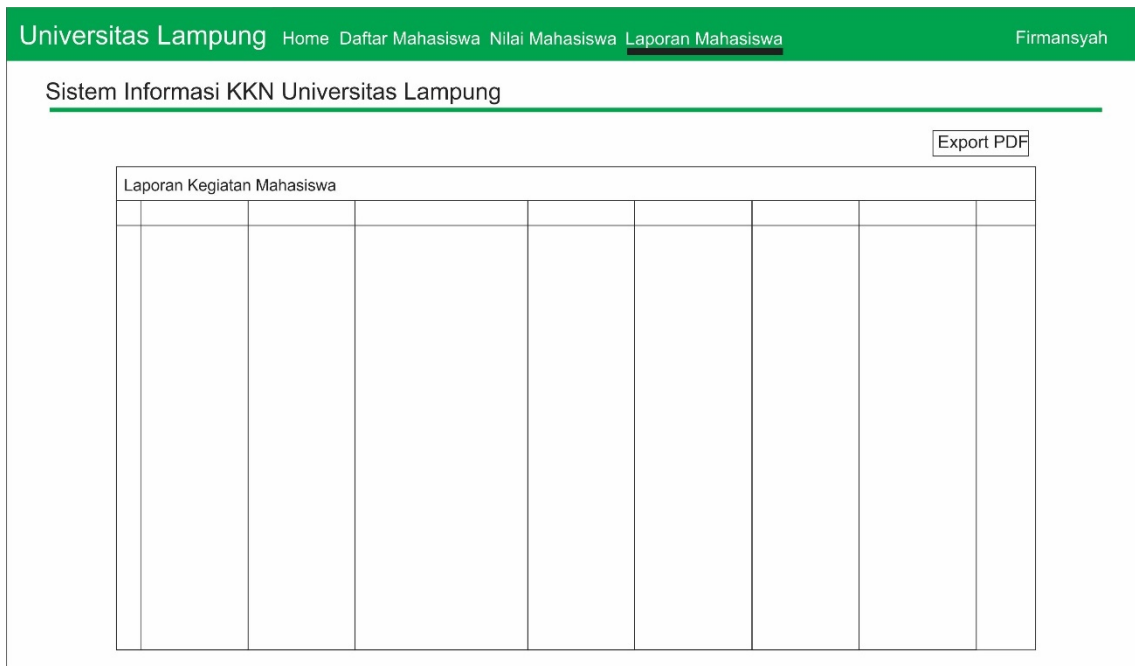 Universitas Lampung Home Daftar Mahasiswa Nilai Mahasiswa Laporan Mahasiswa Firmansyah
Sistem Informasi KKN Universitas Lampung
Export PDF
Laporan Kegiatan Mahasiswa